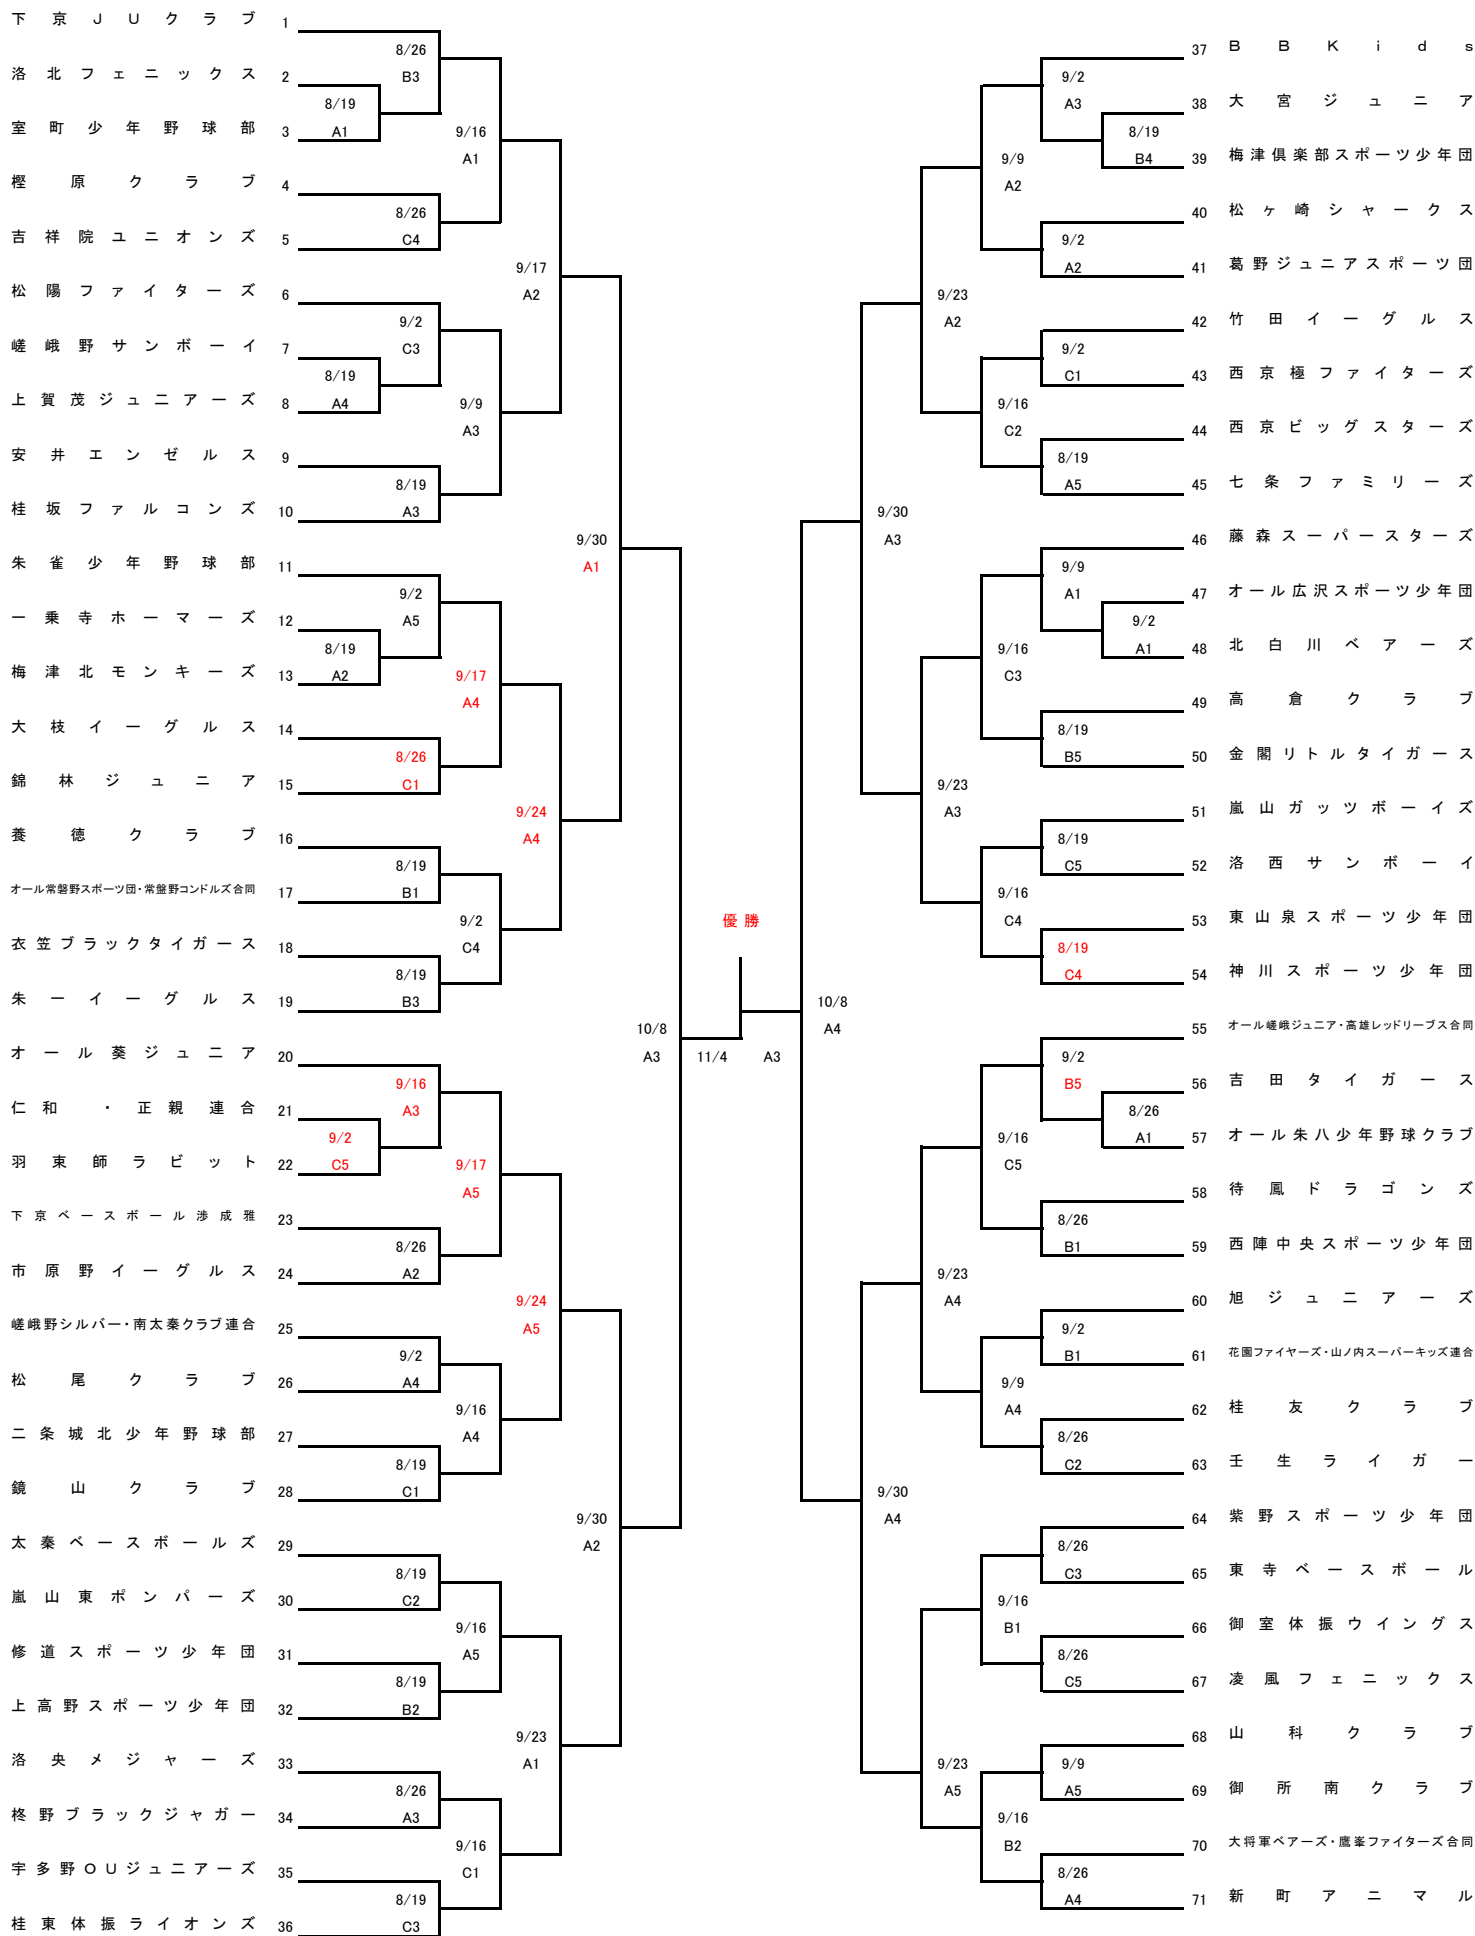 下京JUクラブ 1
8/26
B3
洛北フェニックス 2
8/19
A1
室町少年野球部 3
9/16
A1
樫原クラブ 4
8/26
C4
吉祥院ユニオンズ 5
9/17
A2
松陽ファイターズ 6
9/2
C3
嵯峨野サンボーイ 7
8/19
A4
上賀茂ジュニアーズ 8
9/9
A3
安井エンゼルス 9
8/19
A3
桂坂ファルコンズ 10
9/30
A1
朱雀少年野球部 11
9/2
A5
一乗寺ホーマーズ 12
8/19
A2
梅津北モンキーズ 13
9/17
A4
大枝イーグルス 14
8/26
C1
錦林ジュニア 15
9/24
A4
養徳クラブ 16
8/19
B1
オール常磐野スポーツ団・常盤野コンドルズ合同 17
9/2
C4
衣笠ブラックタイガース 18
8/19
B3
朱一イーグルス 19
10/8
A3
オール葵ジュニア 20
9/16
A3
仁和・正親連合 21
9/2
C5
羽束師ラビット 22
9/17
A5
下京ベースボール渉成雅 23
8/26
A2
市原野イーグルス 24
9/24
A5
嵯峨野シルバー・南太秦クラブ連合 25
9/2
A4
松尾クラブ 26
9/16
A4
二条城北少年野球部 27
8/19
C1
鏡山クラブ 28
9/30
A2
太秦ベースボールズ 29
8/19
C2
嵐山東ポンパーズ 30
9/16
A5
修道スポーツ少年団 31
8/19
B2
上高野スポーツ少年団 32
9/23
A1
洛央メジャーズ 33
8/26
A3
柊野ブラックジャガー 34
9/16
C1
宇多野OUジュニアーズ 35
8/19
C3
桂東体振ライオンズ 36
優勝
11/4 A3
37 BBKids
9/2
A3
38 大宮ジュニア
8/19
B4
39 梅津倶楽部スポーツ少年団
9/9
A2
40 松ヶ崎シャークス
9/2
A2
41 葛野ジュニアスポーツ団
9/23
A2
42 竹田イーグルス
9/2
C1
43 西京極ファイターズ
9/16
C2
44 西京ビッグスターズ
8/19
A5
45 七条ファミリーズ
9/30
A3
46 藤森スーパースターズ
9/9
A1
47 オール広沢スポーツ少年団
9/2
A1
48 北白川ベアーズ
9/16
C3
49 高倉クラブ
8/19
B5
50 金閣リトルタイガース
9/23
A3
51 嵐山ガッツボーイズ
8/19
C5
52 洛西サンボーイ
9/16
C4
53 東山泉スポーツ少年団
8/19
C4
54 神川スポーツ少年団
10/8
A4
55 オール嵯峨ジュニア・高雄レッドリーブス合同
9/2
B5
56 吉田タイガース
8/26
A1
57 オール朱八少年野球クラブ
9/16
C5
58 待鳳ドラゴンズ
8/26
B1
59 西陣中央スポーツ少年団
9/23
A4
60 旭ジュニアーズ
9/2
B1
61 花園ファイヤーズ・山ノ内スーパーキッズ連合
9/9
A4
62 桂友クラブ
8/26
C2
63 壬生ライガー
9/30
A4
64 紫野スポーツ少年団
8/26
C3
65 東寺ベースボール
9/16
B1
66 御室体振ウイングス
8/26
C5
67 凌風フェニックス
9/23
A5
68 山科クラブ
9/9
A5
69 御所南クラブ
9/16
B2
70 大将軍ベアーズ・鷹峯ファイターズ合同
8/26
A4
71 新町アニマル